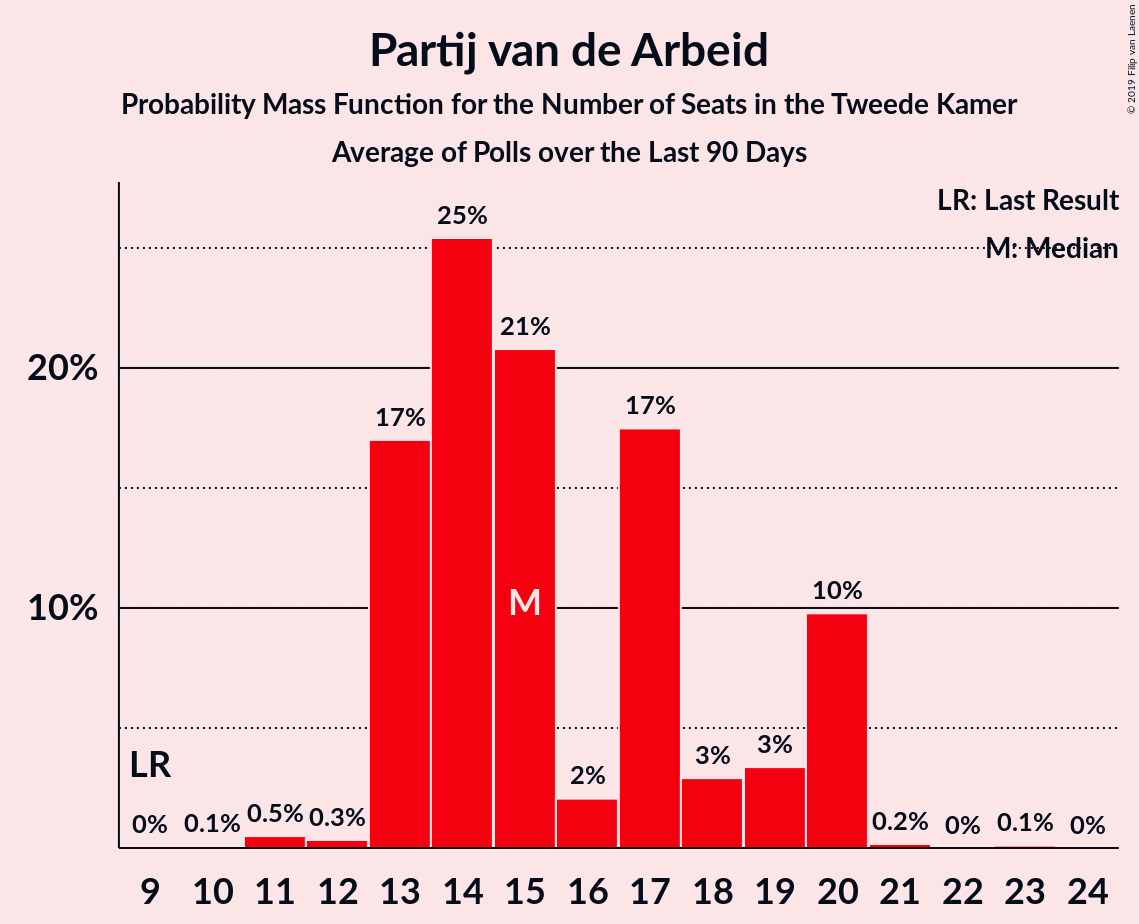 Partij van de Arbeid
Probability Mass Function for the Number of Seats in the Tweede Kamer
Average of Polls over the Last 90 Days
© 2019 Filip van Laenen
LR: Last Result
M: Median
20%
10%
LR
M
0%
0.1%
0.5%
0.3%
17%
25%
21%
2%
17%
3%
3%
10%
0.2%
0%
0.1%
0%
9 10 11 12 13 14 15 16 17 18 19 20 21 22 23 24